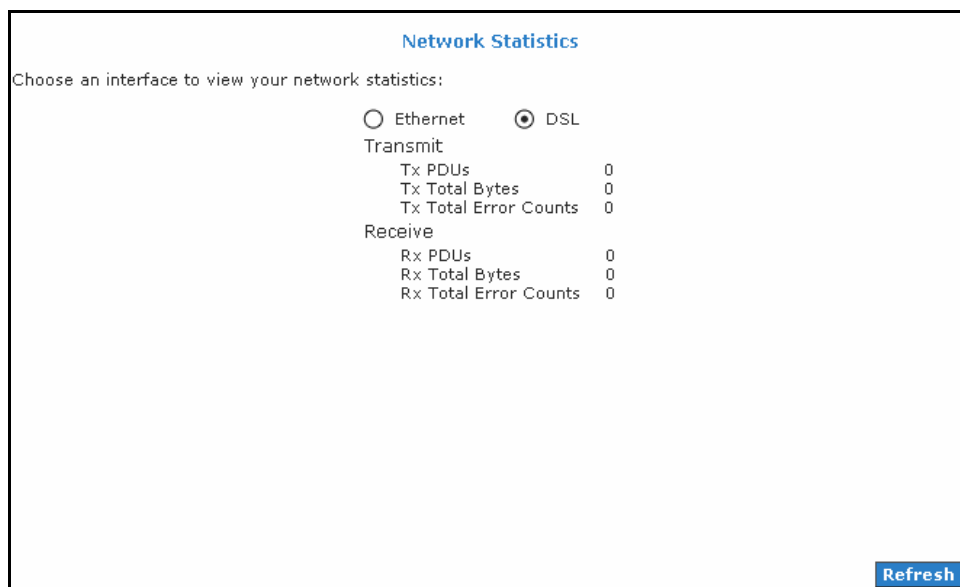 Network Statistics
Choose an interface to view your network statistics:
Ethernet DSL
Transmit
Tx PDUs 0
Tx Total Bytes 0
Tx Total Error Counts 0
Receive
Rx PDUs 0
Rx Total Bytes 0
Rx Total Error Counts 0
Refresh